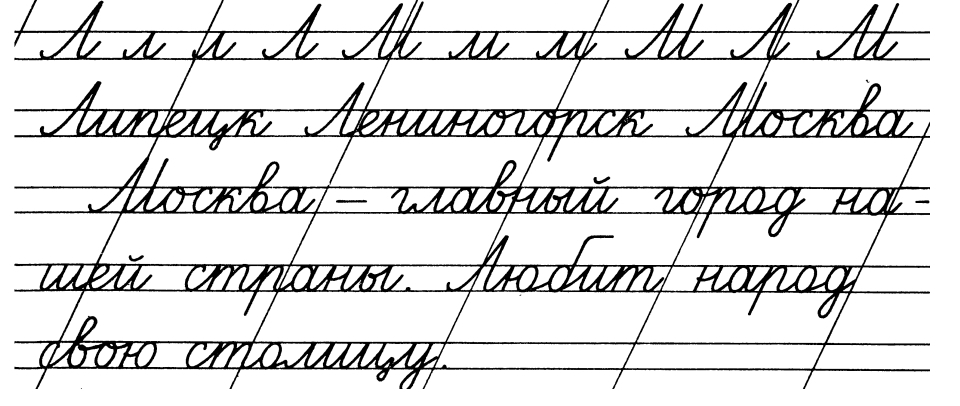 Л л л Л М м м М Л М
Липецк Лениногорск Москва
Москва – главный город на-
шей страны. Любит народ
свою столицу.